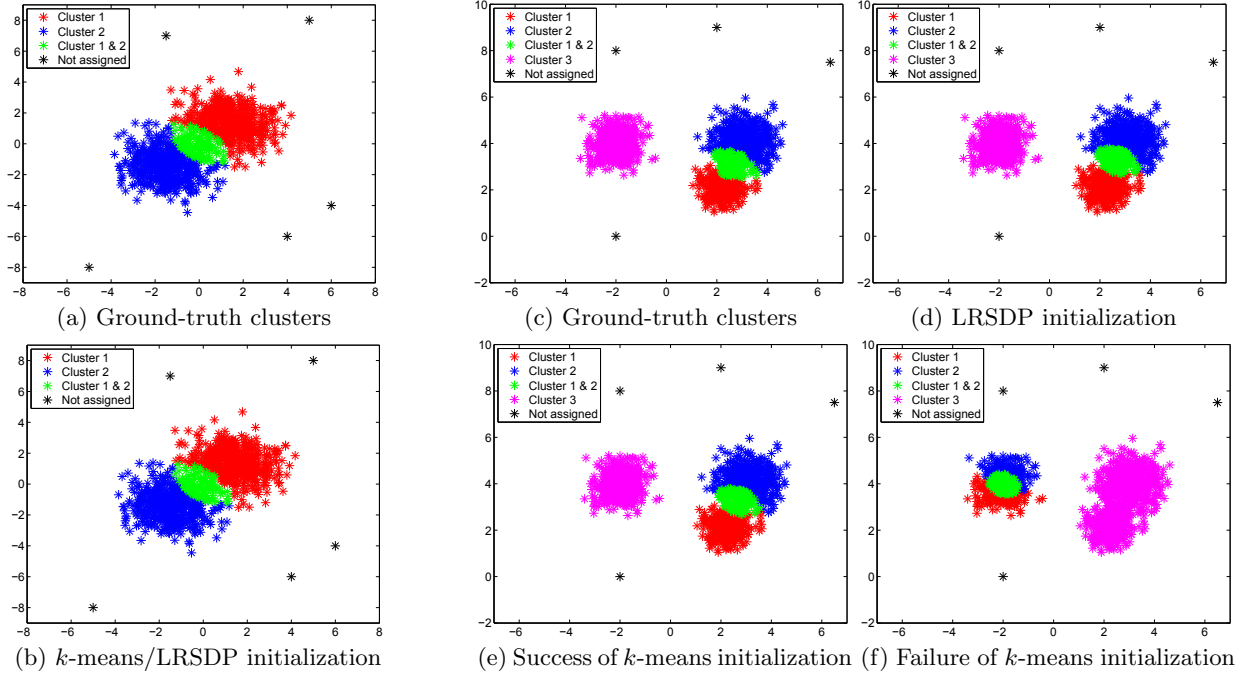 8
6
4
2
0
−2
−4
−6
−8
−8 −6 −4 −2 0 2 4 6 8
Cluster 1
Cluster 2
Cluster 1 & 2
Not assigned
(a) Ground-truth clusters
10
8
6
4
2
0
−2
−4 −2 0 2 4 6
Cluster 1
Cluster 2
Cluster 1 & 2
Cluster 3
Not assigned
(c) Ground-truth clusters
10
8
6
4
2
0
−2
−4 −2 0 2 4 6
Cluster 1
Cluster 2
Cluster 1 & 2
Cluster 3
Not assigned
(d) LRSDP initialization
8
6
4
2
0
−2
−4
−6
−8
−8 −6 −4 −2 0 2 4 6 8
Cluster 1
Cluster 2
Cluster 1 & 2
Not assigned
(b) k-means/LRSDP initialization
10
8
6
4
2
0
−2
−4 −2 0 2 4 6
Cluster 1
Cluster 2
Cluster 1 & 2
Cluster 3
Not assigned
(e) Success of k-means initialization
10
8
6
4
2
0
−2
−4 −2 0 2 4 6
Cluster 1
Cluster 2
Cluster 1 & 2
Cluster 3
Not assigned
(f) Failure of k-means initialization